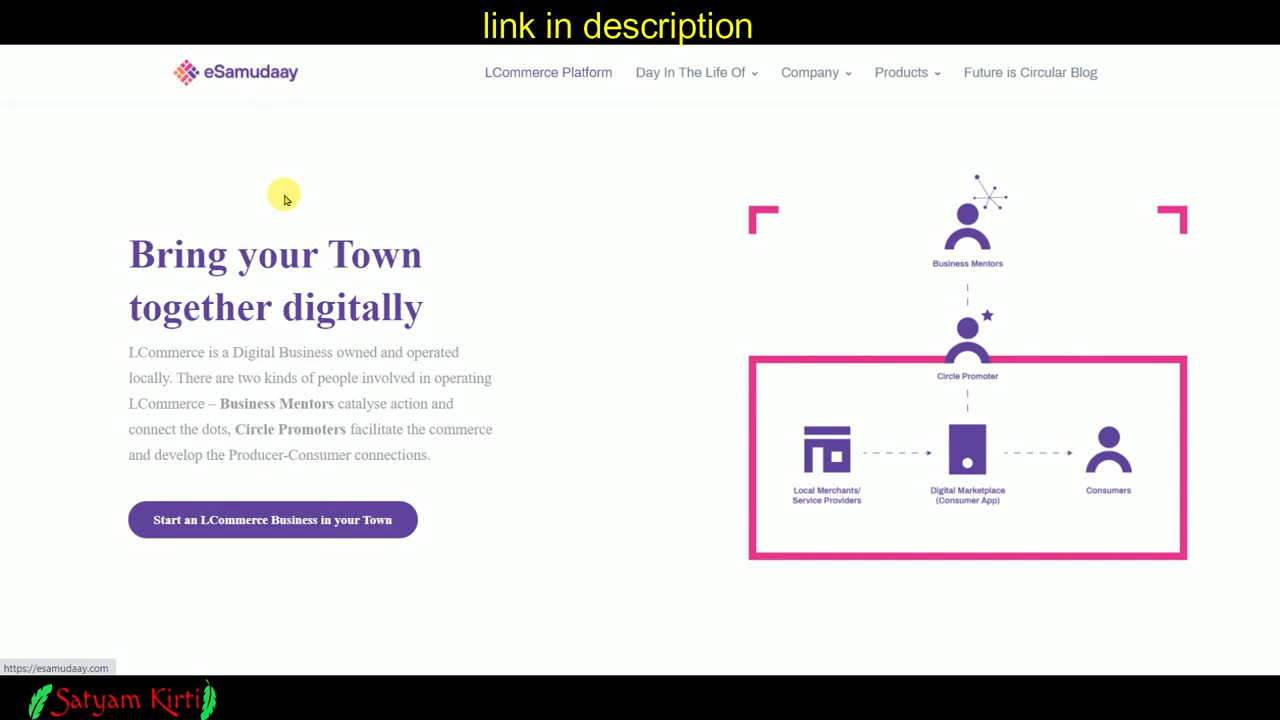 link in description
eSamudaay
LCommerce Platform
Day In The Life Of
Company
Products
Future is Circular Blog
Bring your Town
together digitally
LCommerce is a Digital Business owned and operated
locally. There are two kinds of people involved in operating
LCommerce – Business Mentors catalyse action and
connect the dots, Circle Promoters facilitate the commerce
and develop the Producer-Consumer connections.
Start an LCommerce Business in your Town
Business Mentors
Circle Promoter
Local Merchants/
Service Providers
Digital Marketplace
(Consumer App)
Consumers
https://esamudaay.com
Satyam Kirti